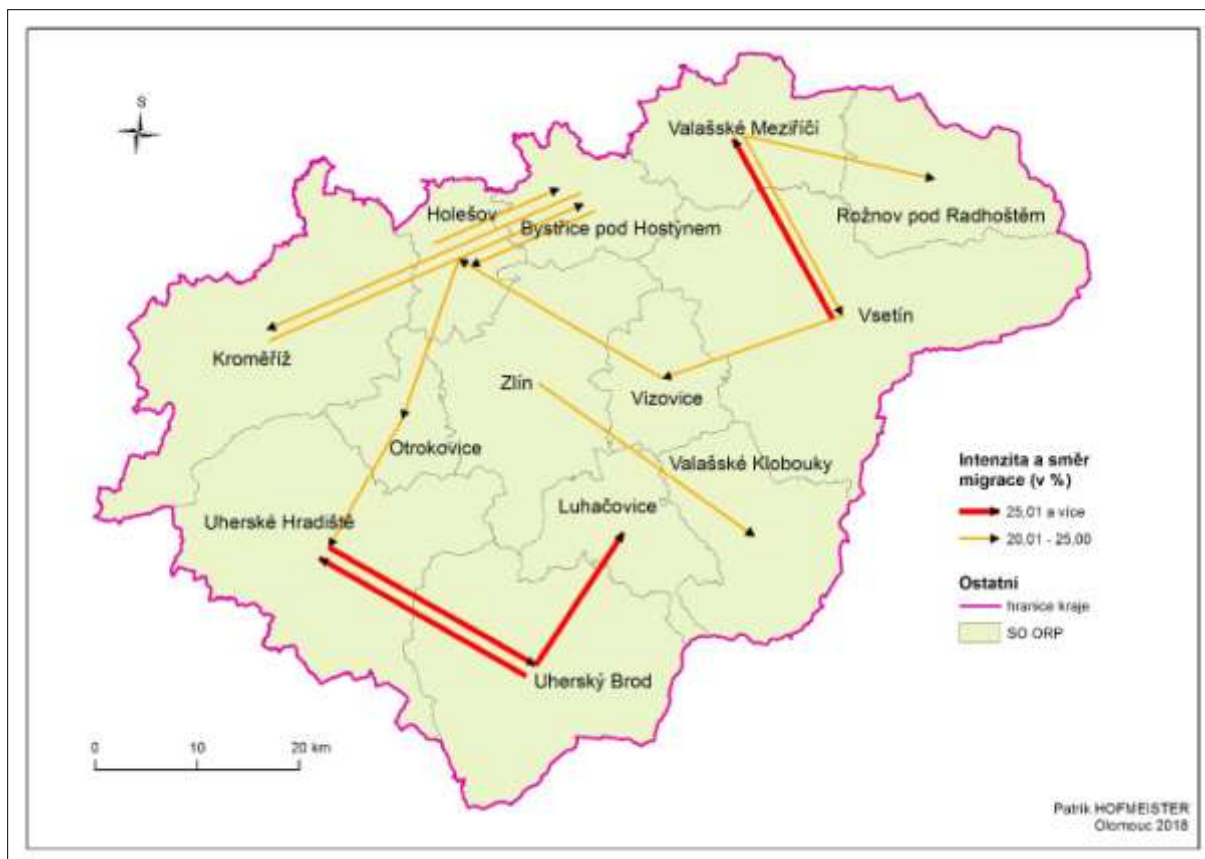 S
Valašské Meziříčí
Holešov
Rožnov pod Radhoštěm
Bystřice pod Hostýnem
Vsetín
Kroměříž
Zlín
Vizovice
Otrokovice
Valašské Klobouky
Luhačovice
Uherské Hradiště
Uherský Brod
Intenzita a směr
migrace (v %)
25,01 a více
20,01 - 25,00
Ostatní
hranice kraje
SO ORP
0 10 20 km
Patrik HOFMEISTER
Olomouc 2018